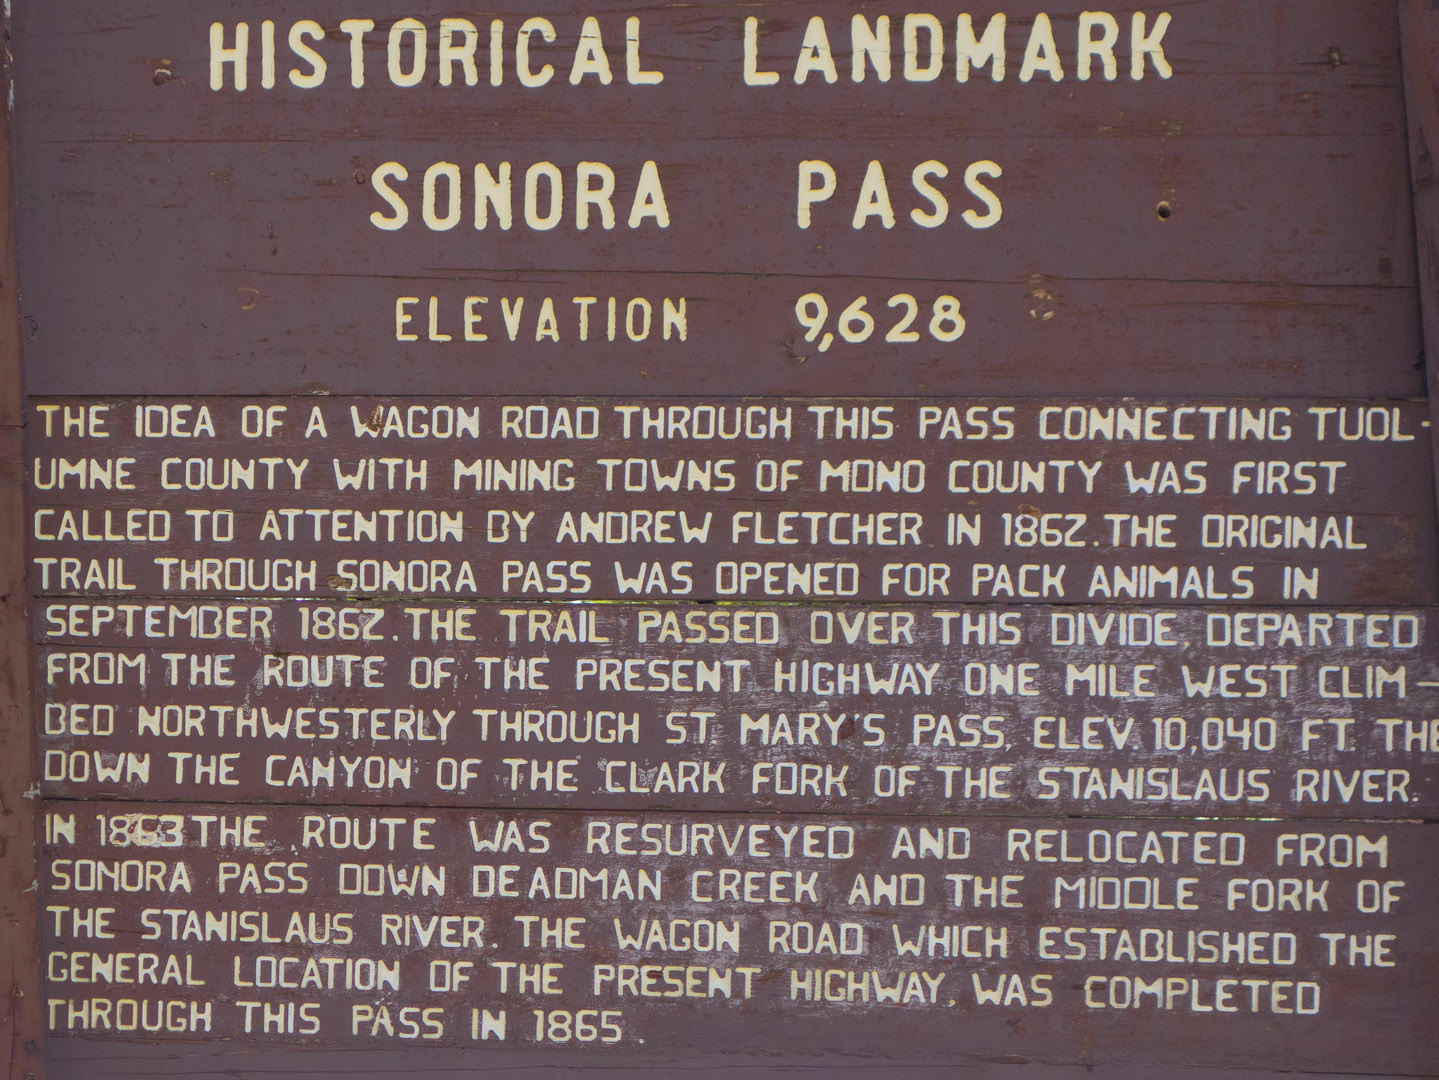 HISTORICAL LANDMARK
SONORA PASS
ELEVATION 9,628
THE IDEA OF A WAGON ROAD THROUGH THIS PASS CONNECTING TUOL-
UMNE COUNTY WITH MINING TOWNS OF MONO COUNTY WAS FIRST
CALLED TO ATTENTION BY ANDREW FLETCHER IN 1862. THE ORIGINAL
TRAIL THROUGH SONORA PASS WAS OPENED FOR PACK ANIMALS IN
SEPTEMBER 1862. THE TRAIL PASSED OVER THIS DIVIDE, DEPARTED
FROM THE ROUTE OF THE PRESENT HIGHWAY ONE MILE WEST CLIM-
BED NORTHWESTERLY THROUGH ST. MARY'S PASS, ELEV. 10,040 FT. THE
DOWN THE CANYON OF THE CLARK FORK OF THE STANISLAUS RIVER.
IN 1863 THE ROUTE WAS RESURVEYED AND RELOCATED FROM
SONORA PASS DOWN DEADMAN CREEK AND THE MIDDLE FORK OF
THE STANISLAUS RIVER. THE WAGON ROAD WHICH ESTABLISHED THE
GENERAL LOCATION OF THE PRESENT HIGHWAY, WAS COMPLETED
THROUGH THIS PASS IN 1865.